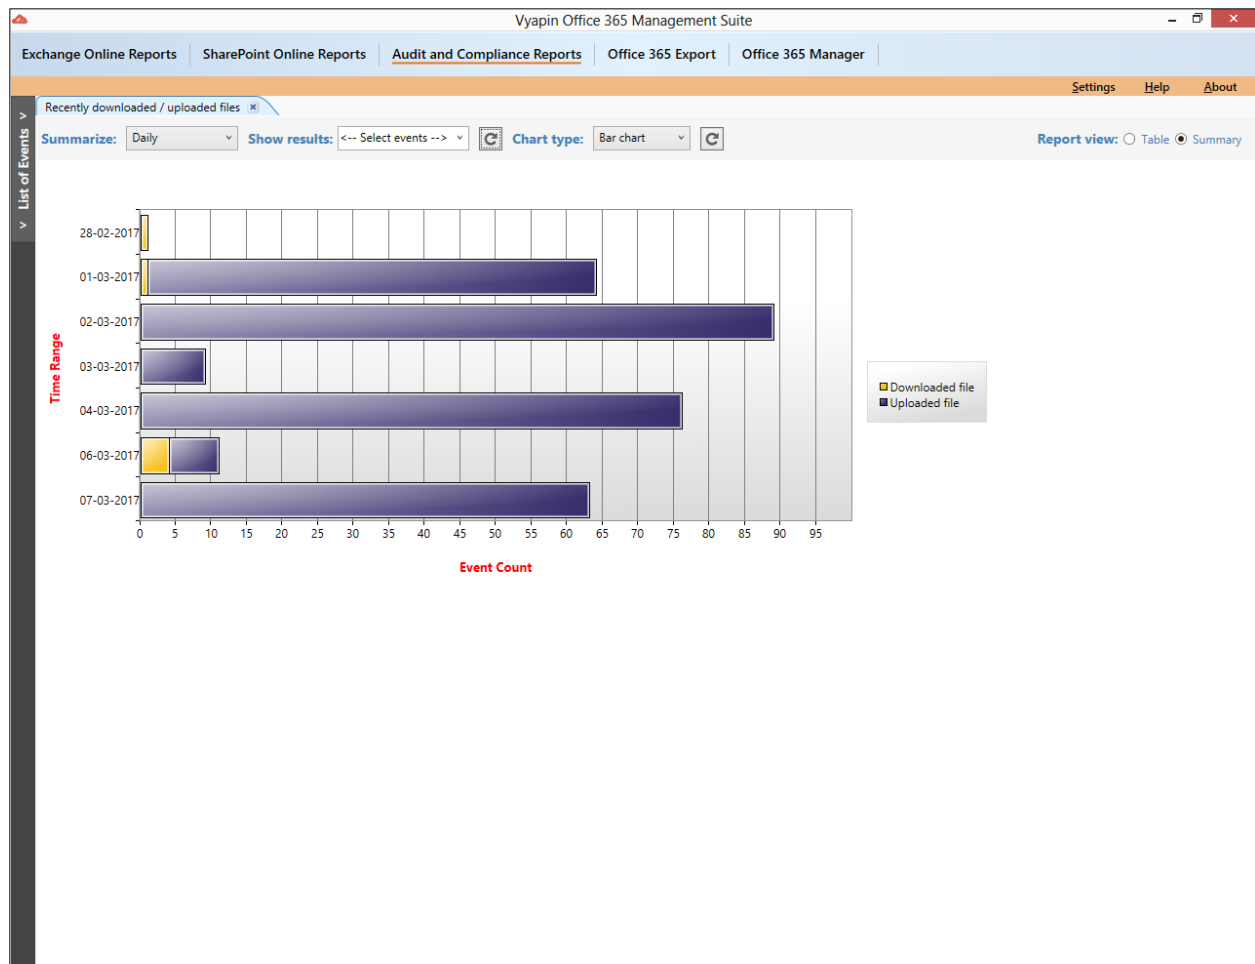 Vyapin Office 365 Management Suite
Exchange Online Reports SharePoint Online Reports Audit and Compliance Reports Office 365 Export Office 365 Manager
Settings Help About
Recently downloaded / uploaded files
> List of Events >
Summarize: Daily Show results: <-- Select events --> Chart type: Bar chart Report view: Table Summary
28-02-2017
01-03-2017
02-03-2017
03-03-2017
04-03-2017
06-03-2017
07-03-2017
Time Range
0 5 10 15 20 25 30 35 40 45 50 55 60 65 70 75 80 85 90 95
Event Count
Downloaded file
Uploaded file